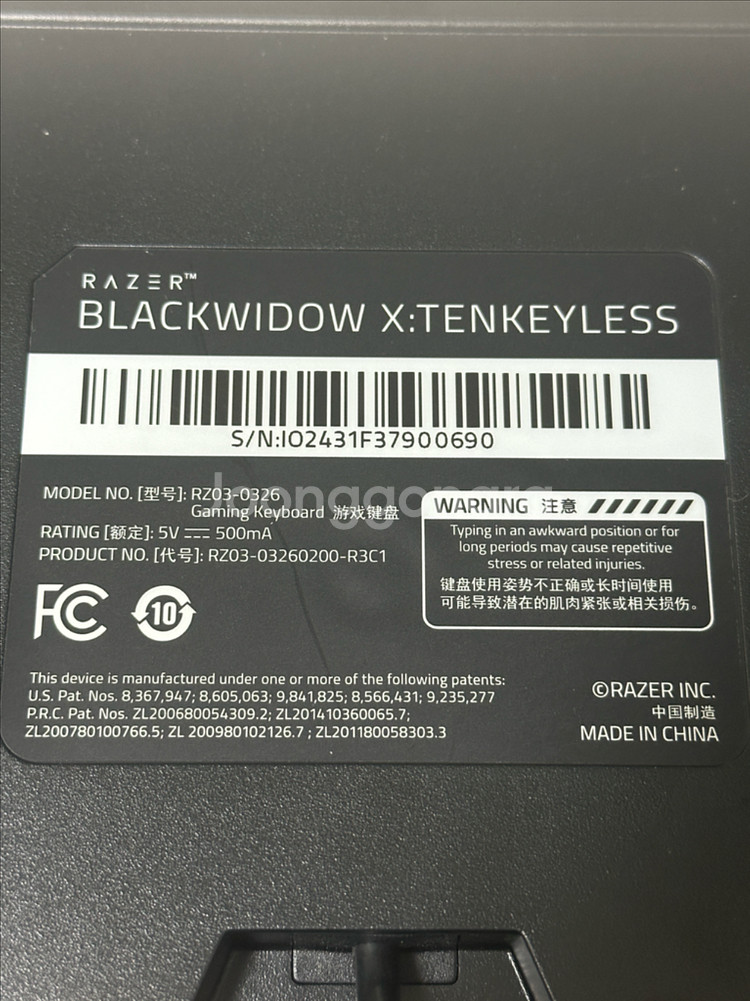 RAZER™
BLACKWIDOW X:TENKEYLESS
S/N:IO2431F37900690
MODEL NO. [型号]: RZ03-0326
Gaming Keyboard 游戏键盘
RATING [额定]: 5V ⎓ 500mA
PRODUCT NO. [代号]: RZ03-03260200-R3C1
FC
10
WARNING 注意
Typing in an awkward position or for
long periods may cause repetitive
stress or related injuries.
键盘使用姿势不正确或长时间使用
可能导致潜在的肌肉紧张或相关损伤。
This device is manufactured under one or more of the following patents:
U.S. Pat. Nos. 8,367,947; 8,605,063; 9,841,825; 8,566,431; 9,235,277
P.R.C. Pat. Nos. ZL200680054309.2; ZL201410360065.7;
ZL200780100766.5; ZL 200980102126.7 ; ZL201180058303.3
©RAZER INC.
中国制造
MADE IN CHINA